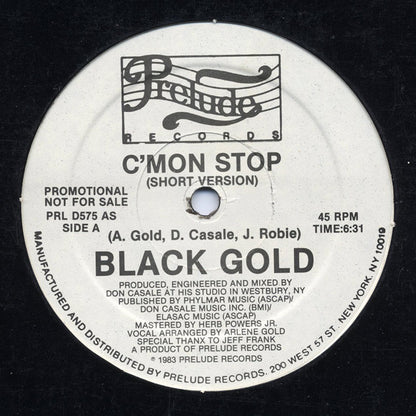 Prelude
RECORDS
C'MON STOP
(SHORT VERSION)
PROMOTIONAL
NOT FOR SALE
PRL D575 AS
SIDE A
45 RPM
TIME:6:31
(A. Gold, D. Casale, J. Robie)
BLACK GOLD
PRODUCED, ENGINEERED AND MIXED BY
DON CASALE AT HIS STUDIO IN WESTBURY, NY
PUBLISHED BY PHYLMAR MUSIC (ASCAP)/
DON CASALE MUSIC INC. (BMI)/
ELASAC MUSIC (ASCAP)
MASTERED BY HERB POWERS JR.
VOCAL ARRANGED BY ARLENE GOLD
SPECIAL THANX TO JEFF FRANK
A PRODUCT OF PRELUDE RECORDS
© 1983 PRELUDE RECORDS
MANUFACTURED AND DISTRIBUTED BY PRELUDE RECORDS, 200 WEST 57 ST. NEW YORK, NY 10019